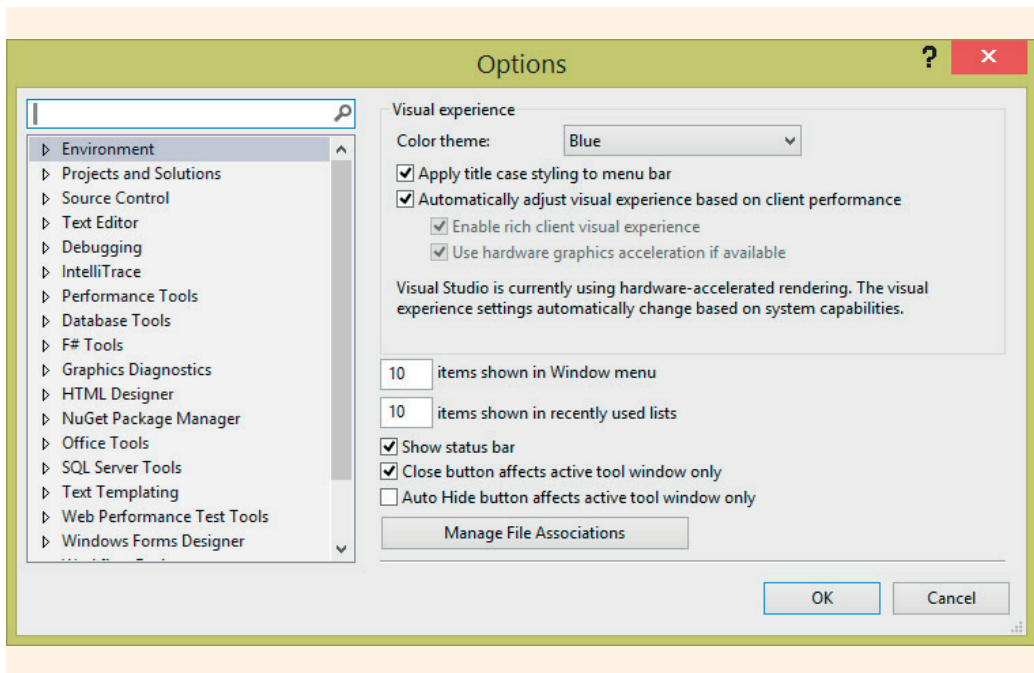 Options
?
Visual experience
Color theme:
Blue
Environment
Projects and Solutions
Source Control
Text Editor
Debugging
IntelliTrace
Performance Tools
Database Tools
F# Tools
Graphics Diagnostics
HTML Designer
NuGet Package Manager
Office Tools
SQL Server Tools
Text Templating
Web Performance Test Tools
Windows Forms Designer
Apply title case styling to menu bar
Automatically adjust visual experience based on client performance
Enable rich client visual experience
Use hardware graphics acceleration if available
Visual Studio is currently using hardware-accelerated rendering. The visual
experience settings automatically change based on system capabilities.
10 items shown in Window menu
10 items shown in recently used lists
Show status bar
Close button affects active tool window only
Auto Hide button affects active tool window only
Manage File Associations
OK
Cancel